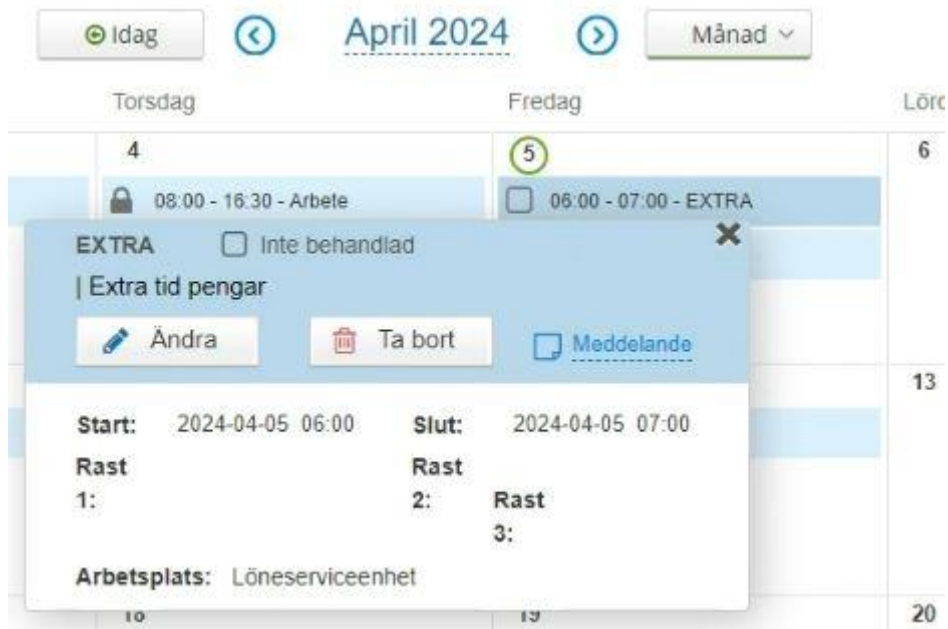 Idag April 2024 Månad
Torsdag Fredag
4 5 6
08:00 - 16:30 - Arbete 06:00 - 07:00 - EXTRA
EXTRA Inte behandlad
Extra tid pengar
Ändra Ta bort Meddelande
13
Start: 2024-04-05 06:00 Slut: 2024-04-05 07:00
Rast Rast
1: 2: Rast
3:
Arbetsplats: Löneserviceenhet
18 19 20